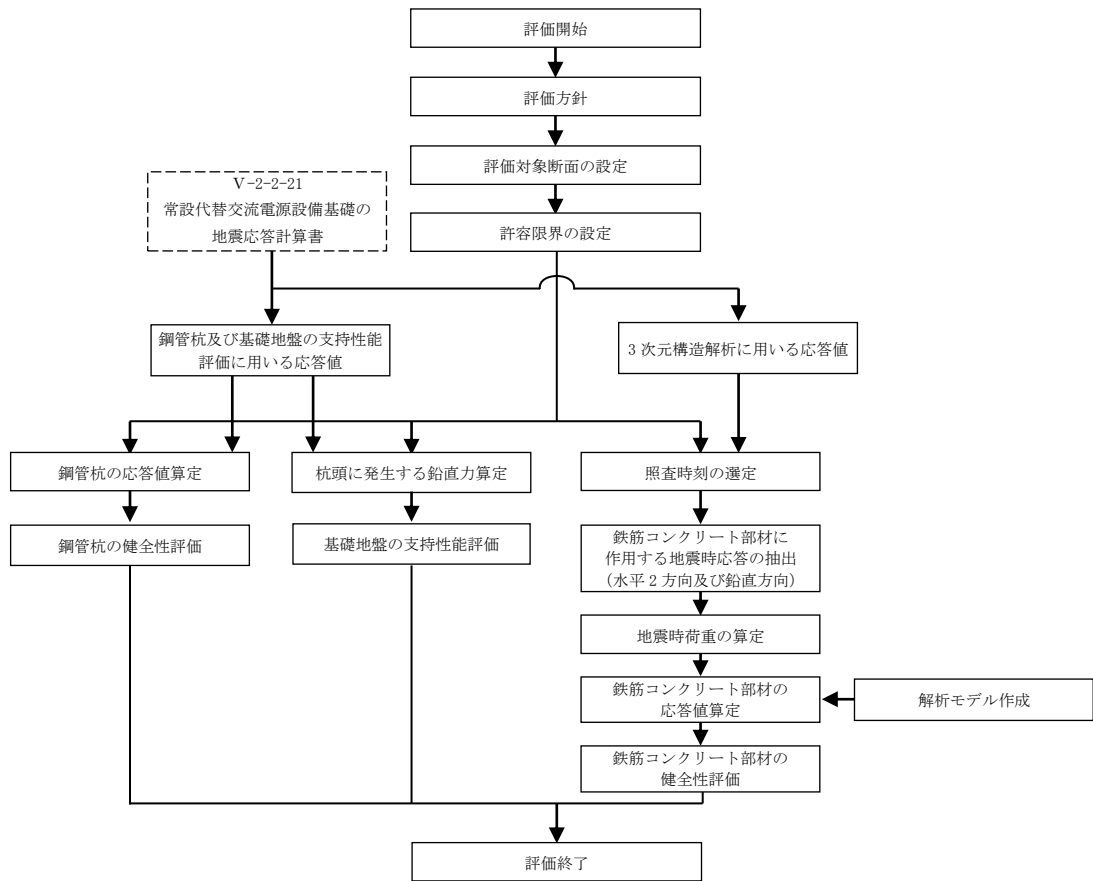 評価開始
評価方針
評価対象断面の設定
Ⅴ-2-2-21
常設代替交流電源設備基礎の
地震応答計算書
許容限界の設定
鋼管杭及び基礎地盤の支持性能
評価に用いる応答値
3 次元構造解析に用いる応答値
鋼管杭の応答値算定
杭頭に発生する鉛直力算定
照査時刻の選定
鋼管杭の健全性評価
基礎地盤の支持性能評価
鉄筋コンクリート部材に
作用する地震時応答の抽出
(水平 2 方向及び鉛直方向)
地震時荷重の算定
鉄筋コンクリート部材の
応答値算定
解析モデル作成
鉄筋コンクリート部材の
健全性評価
評価終了